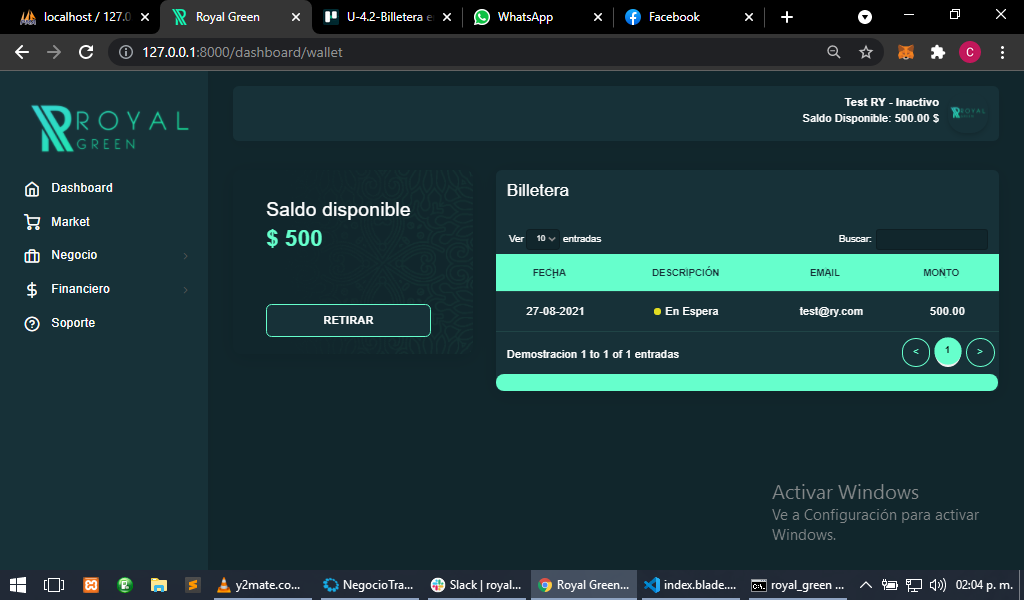 localhost / 127.0
Royal Green
U-4.2-Billetera e
WhatsApp
Facebook
127.0.0.1:8000/dashboard/wallet
C
ROYAL
GREEN
Dashboard
Market
Negocio
Financiero
Soporte
Test RY - Inactivo
Saldo Disponible: 500.00 $
ROYAL
Saldo disponible
$ 500
RETIRAR
Billetera
Ver 10 entradas
Buscar:
FECHA DESCRIPCIÓN EMAIL MONTO
27-08-2021 En Espera test@ry.com 500.00
Demostracion 1 to 1 of 1 entradas
< 1 >
Activar Windows
Ve a Configuración para activar
Windows.
y2mate.co... NegocioTra... Slack | royal... Royal Green... index.blade.... royal_green ... 02:04 p. m.